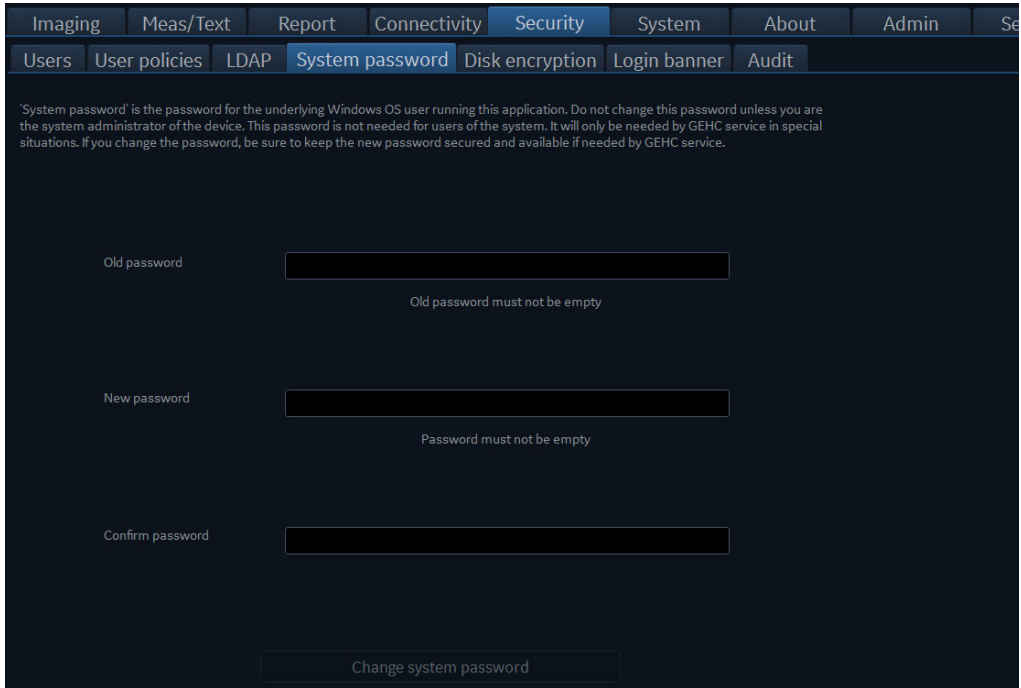 Imaging Meas/Text Report Connectivity Security System About Admin Se
Users User policies LDAP System password Disk encryption Login banner Audit
'System password' is the password for the underlying Windows OS user running this application. Do not change this password unless you are
the system administrator of the device. This password is not needed for users of the system. It will only be needed by GEHC service in special
situations. If you change the password, be sure to keep the new password secured and available if needed by GEHC service.
Old password
Old password must not be empty
New password
Password must not be empty
Confirm password
Change system password